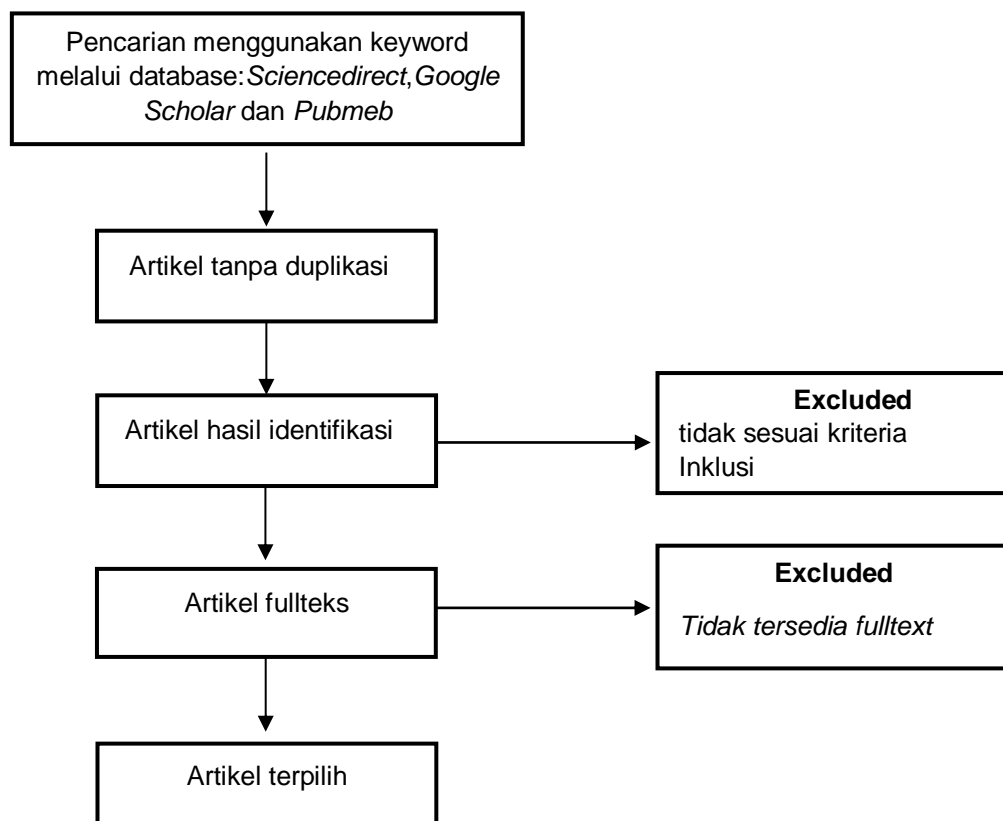 Pencarian menggunakan keyword
melalui database:Sciencedirect,Google
Scholar dan Pubmeb
Artikel tanpa duplikasi
Artikel hasil identifikasi
Excluded
tidak sesuai kriteria
Inklusi
Artikel fullteks
Excluded
Tidak tersedia fulltext
Artikel terpilih